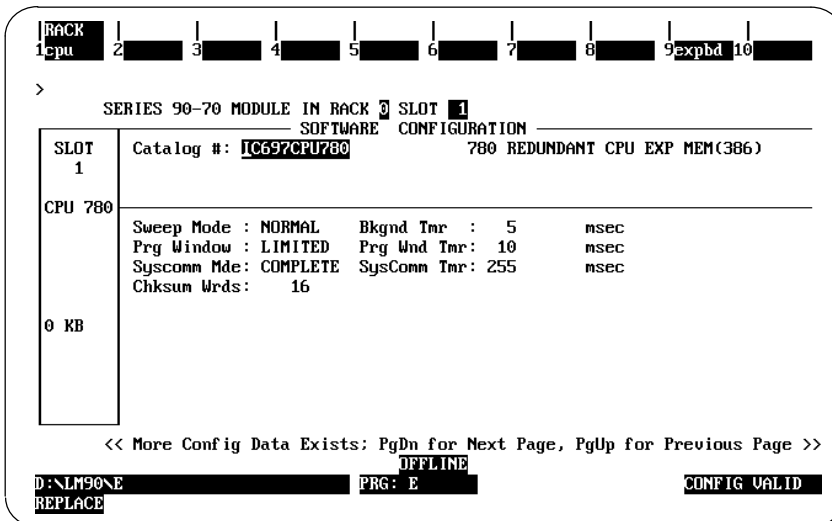 RACK
1cpu 2 3 4 5 6 7 8 9expbd 10
>
SERIES 90-70 MODULE IN RACK 0 SLOT 1
SOFTWARE CONFIGURATION
SLOT Catalog #: IC697CPU780 780 REDUNDANT CPU EXP MEM(386)
1
CPU 780
Sweep Mode : NORMAL Bkgnd Tmr : 5 msec
Prg Window : LIMITED Prg Wnd Tmr: 10 msec
Syscomm Mde: COMPLETE SysComm Tmr: 255 msec
Chksum Wrds: 16
0 KB
<< More Config Data Exists; PgDn for Next Page, PgUp for Previous Page >>
OFFLINE
D:\LM90\E PRG: E CONFIG VALID
REPLACE